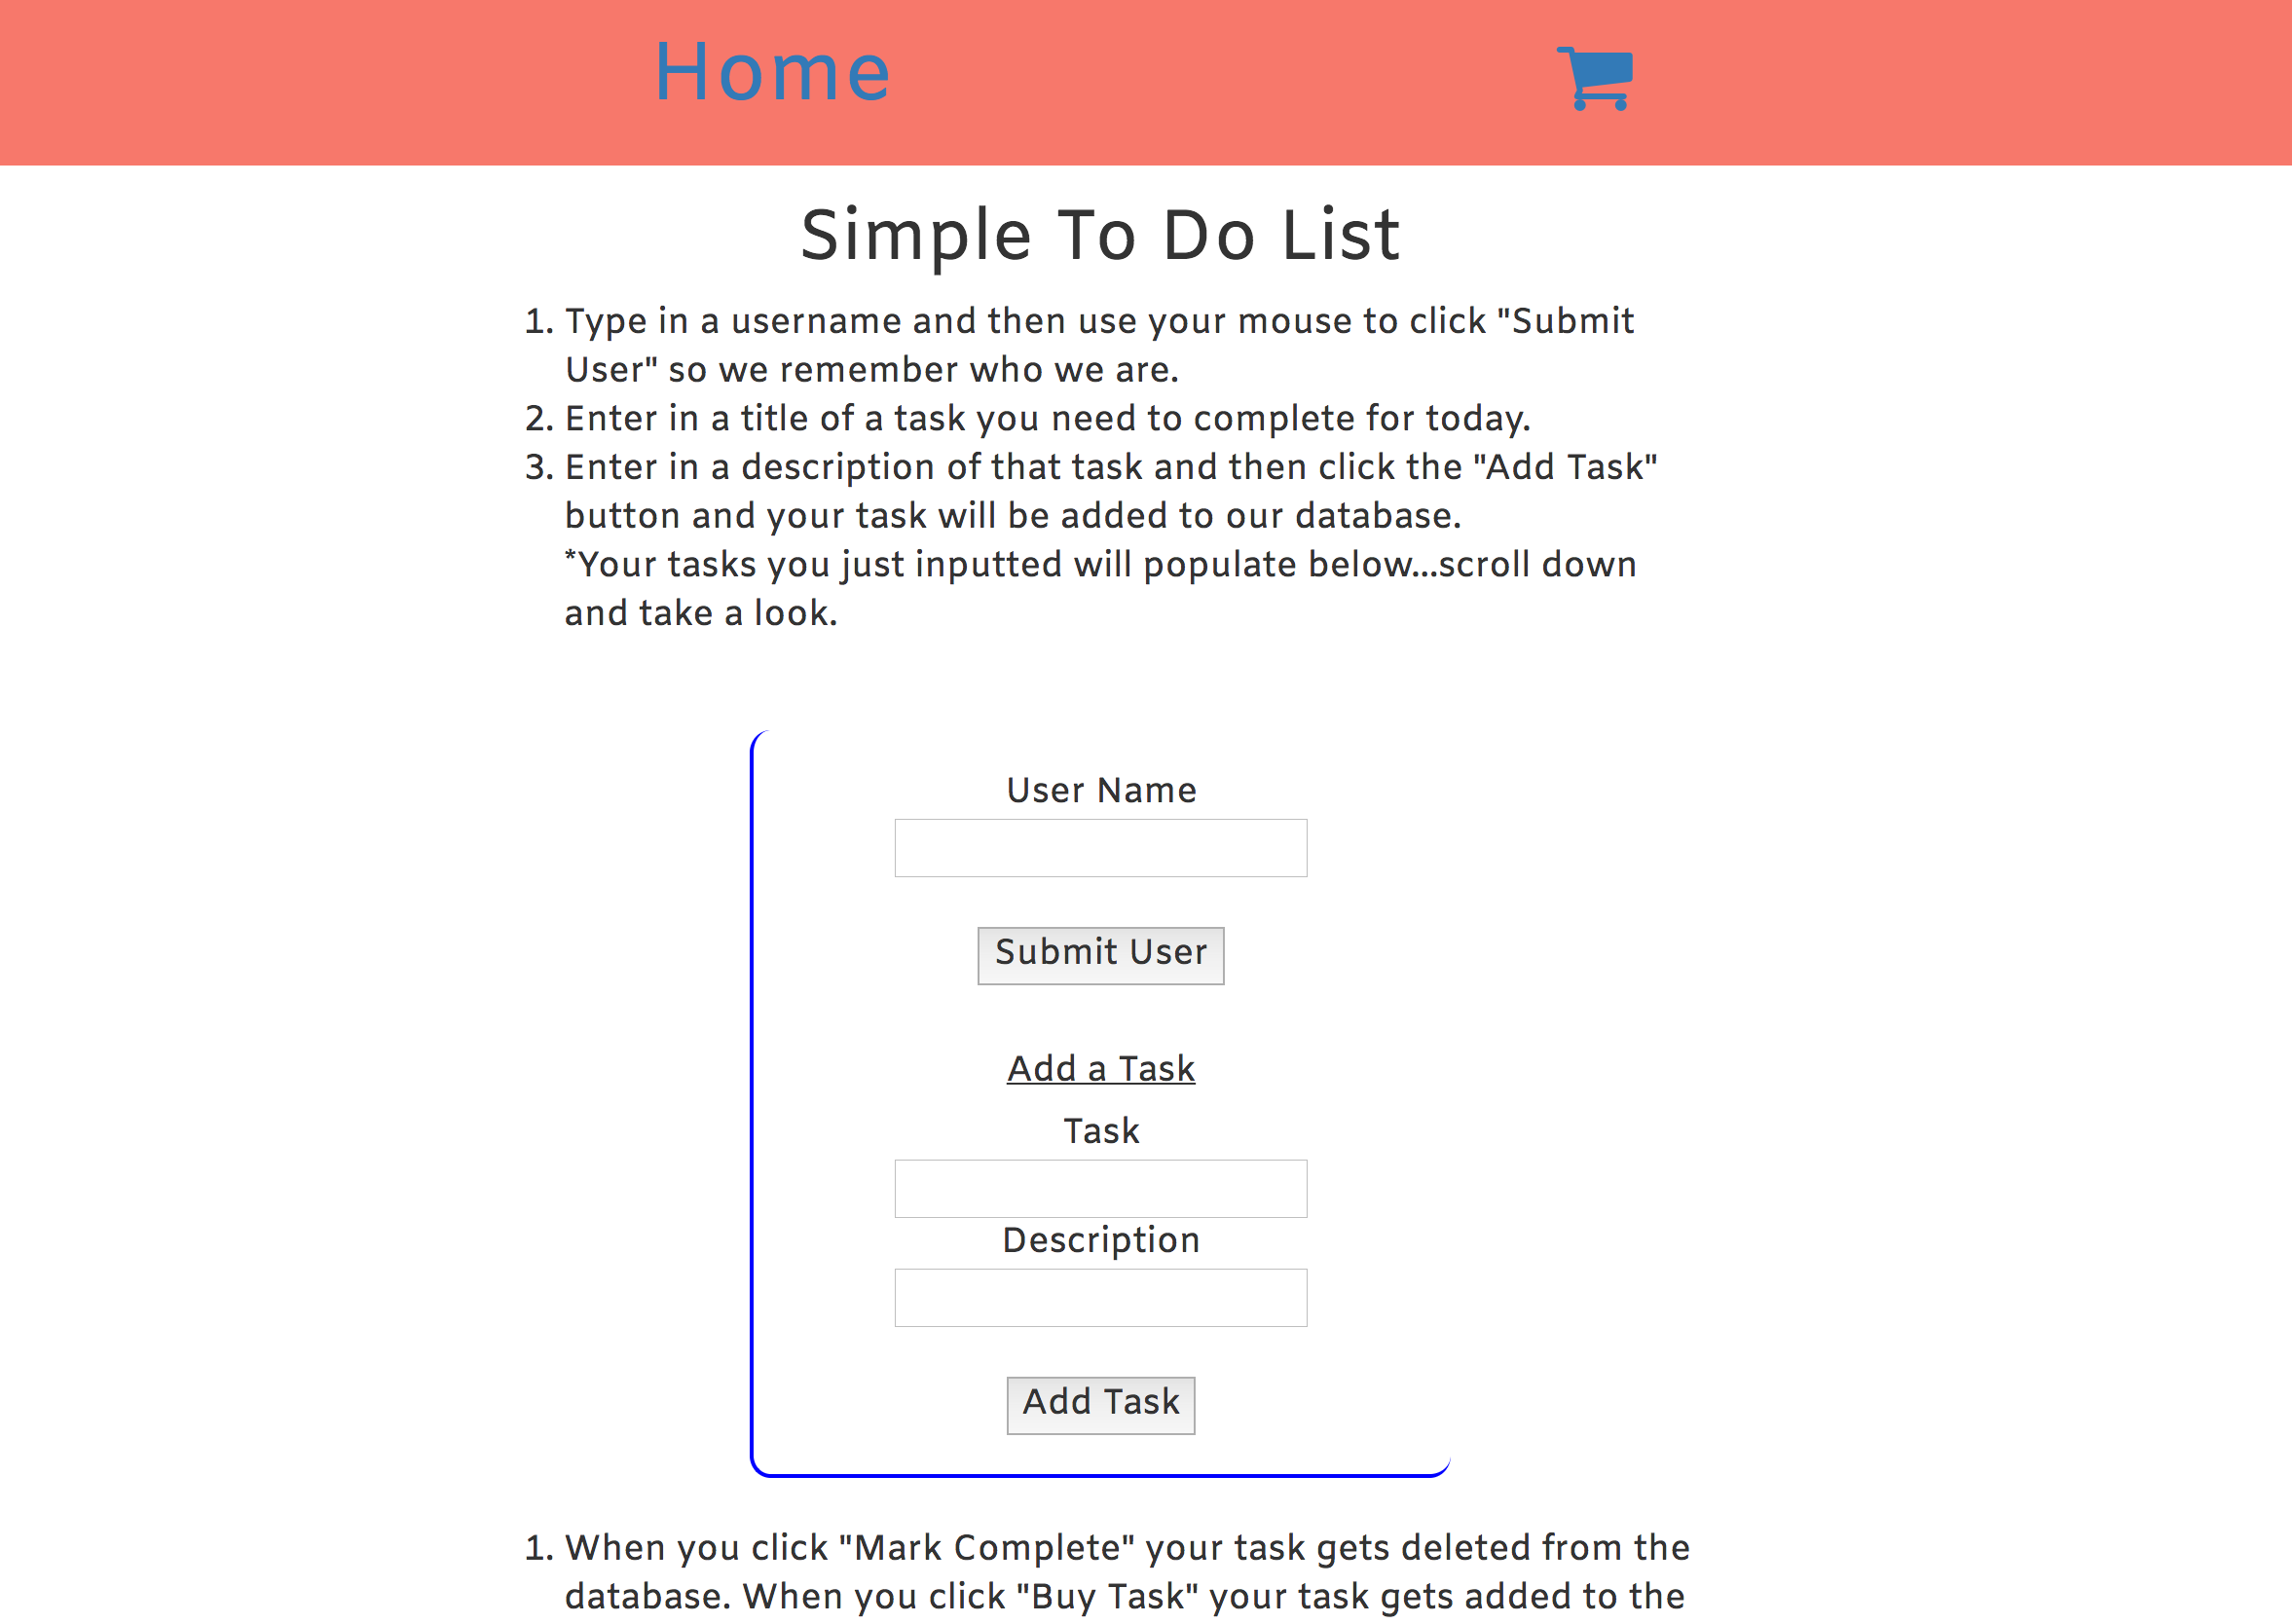 Home
Simple To Do List
1. Type in a username and then use your mouse to click "Submit
User" so we remember who we are.
2. Enter in a title of a task you need to complete for today.
3. Enter in a description of that task and then click the "Add Task"
button and your task will be added to our database.
*Your tasks you just inputted will populate below...scroll down
and take a look.
User Name
Submit User
Add a Task
Task
Description
Add Task
1. When you click "Mark Complete" your task gets deleted from the
database. When you click "Buy Task" your task gets added to the